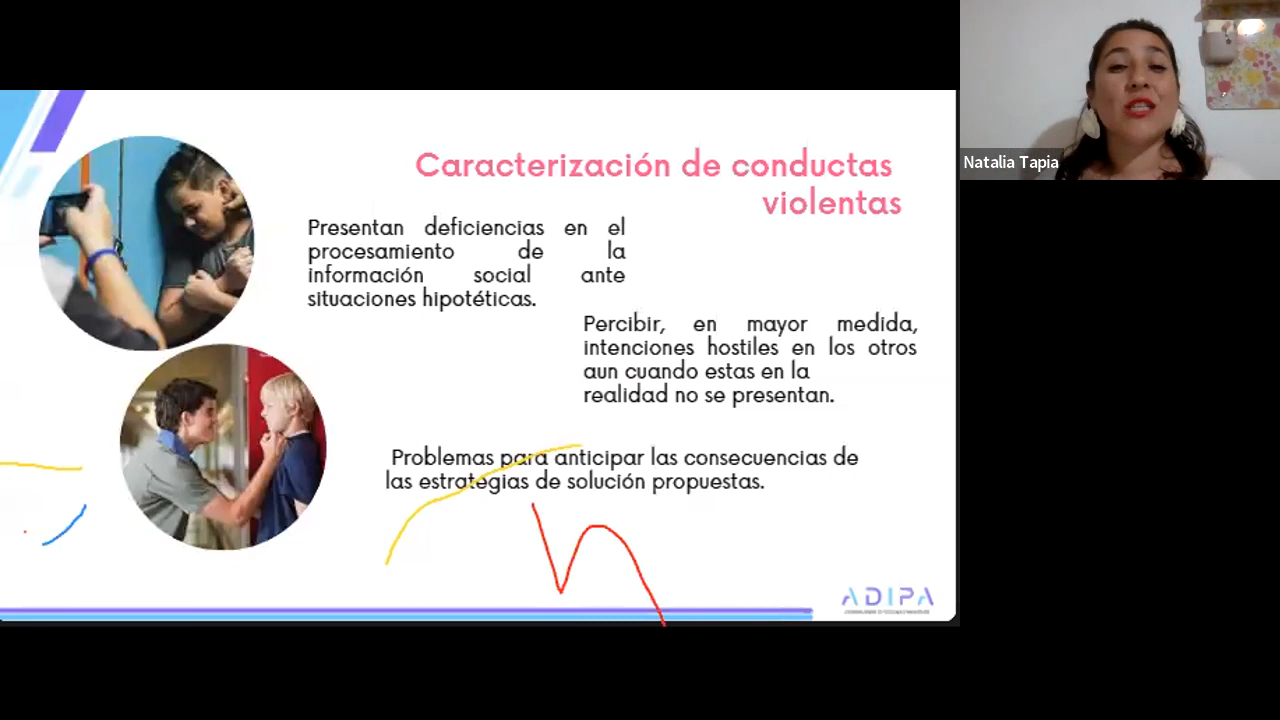 Caracterización de conductas
violentas
Presentan deficiencias en el
procesamiento de la
información social ante
situaciones hipotéticas.
Percibir, en mayor medida,
intenciones hostiles en los otros
aun cuando estas en la
realidad no se presentan.
Problemas para anticipar las consecuencias de
las estrategias de solución propuestas.
ADIPA
Natalia Tapia